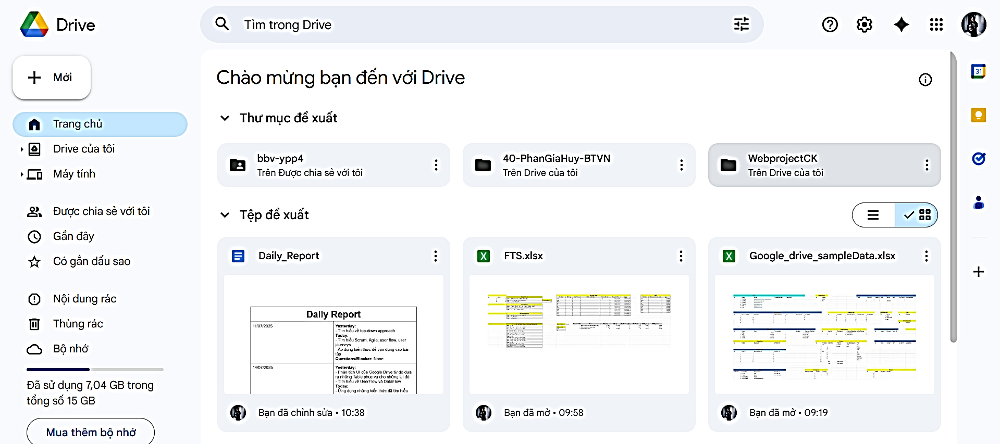 Drive
Tìm trong Drive
Mới
Trang chủ
Drive của tôi
Máy tính
Được chia sẻ với tôi
Gần đây
Có gắn dấu sao
Nội dung rác
Thùng rác
Bộ nhớ
Đã sử dụng 7,04 GB trong
tổng số 15 GB
Mua thêm bộ nhớ
Chào mừng bạn đến với Drive
Thư mục đề xuất
bbv-ypp4
Trên Được chia sẻ với tôi
40-PhanGiaHuy-BTVN
Trên Drive của tôi
WebprojectCK
Trên Drive của tôi
Tệp đề xuất
Daily_Report
Daily Report
11/07/2025
Yesterday:
- Tìm hiểu về top-down approach
Today:
- Tìm hiểu Scrum, Agile, user flow, user
journeys
- Áp dụng kiến thức để vận dụng vào bài
tập
Questions/Blocker: None.
14/07/2025
Yesterday:
- Phân tích UI của Google Drive từ đó đưa
ra những Table phục vụ cho những UI đó
- Tìm hiểu về UserFlow và DataFlow
Today:
- Ứng dụng những kiến thức đã tìm hiểu
Bạn đã chỉnh sửa • 10:38
FTS.xlsx
Bạn đã mở • 09:58
Google_drive_sampleData.xlsx
Bạn đã mở • 09:19
31